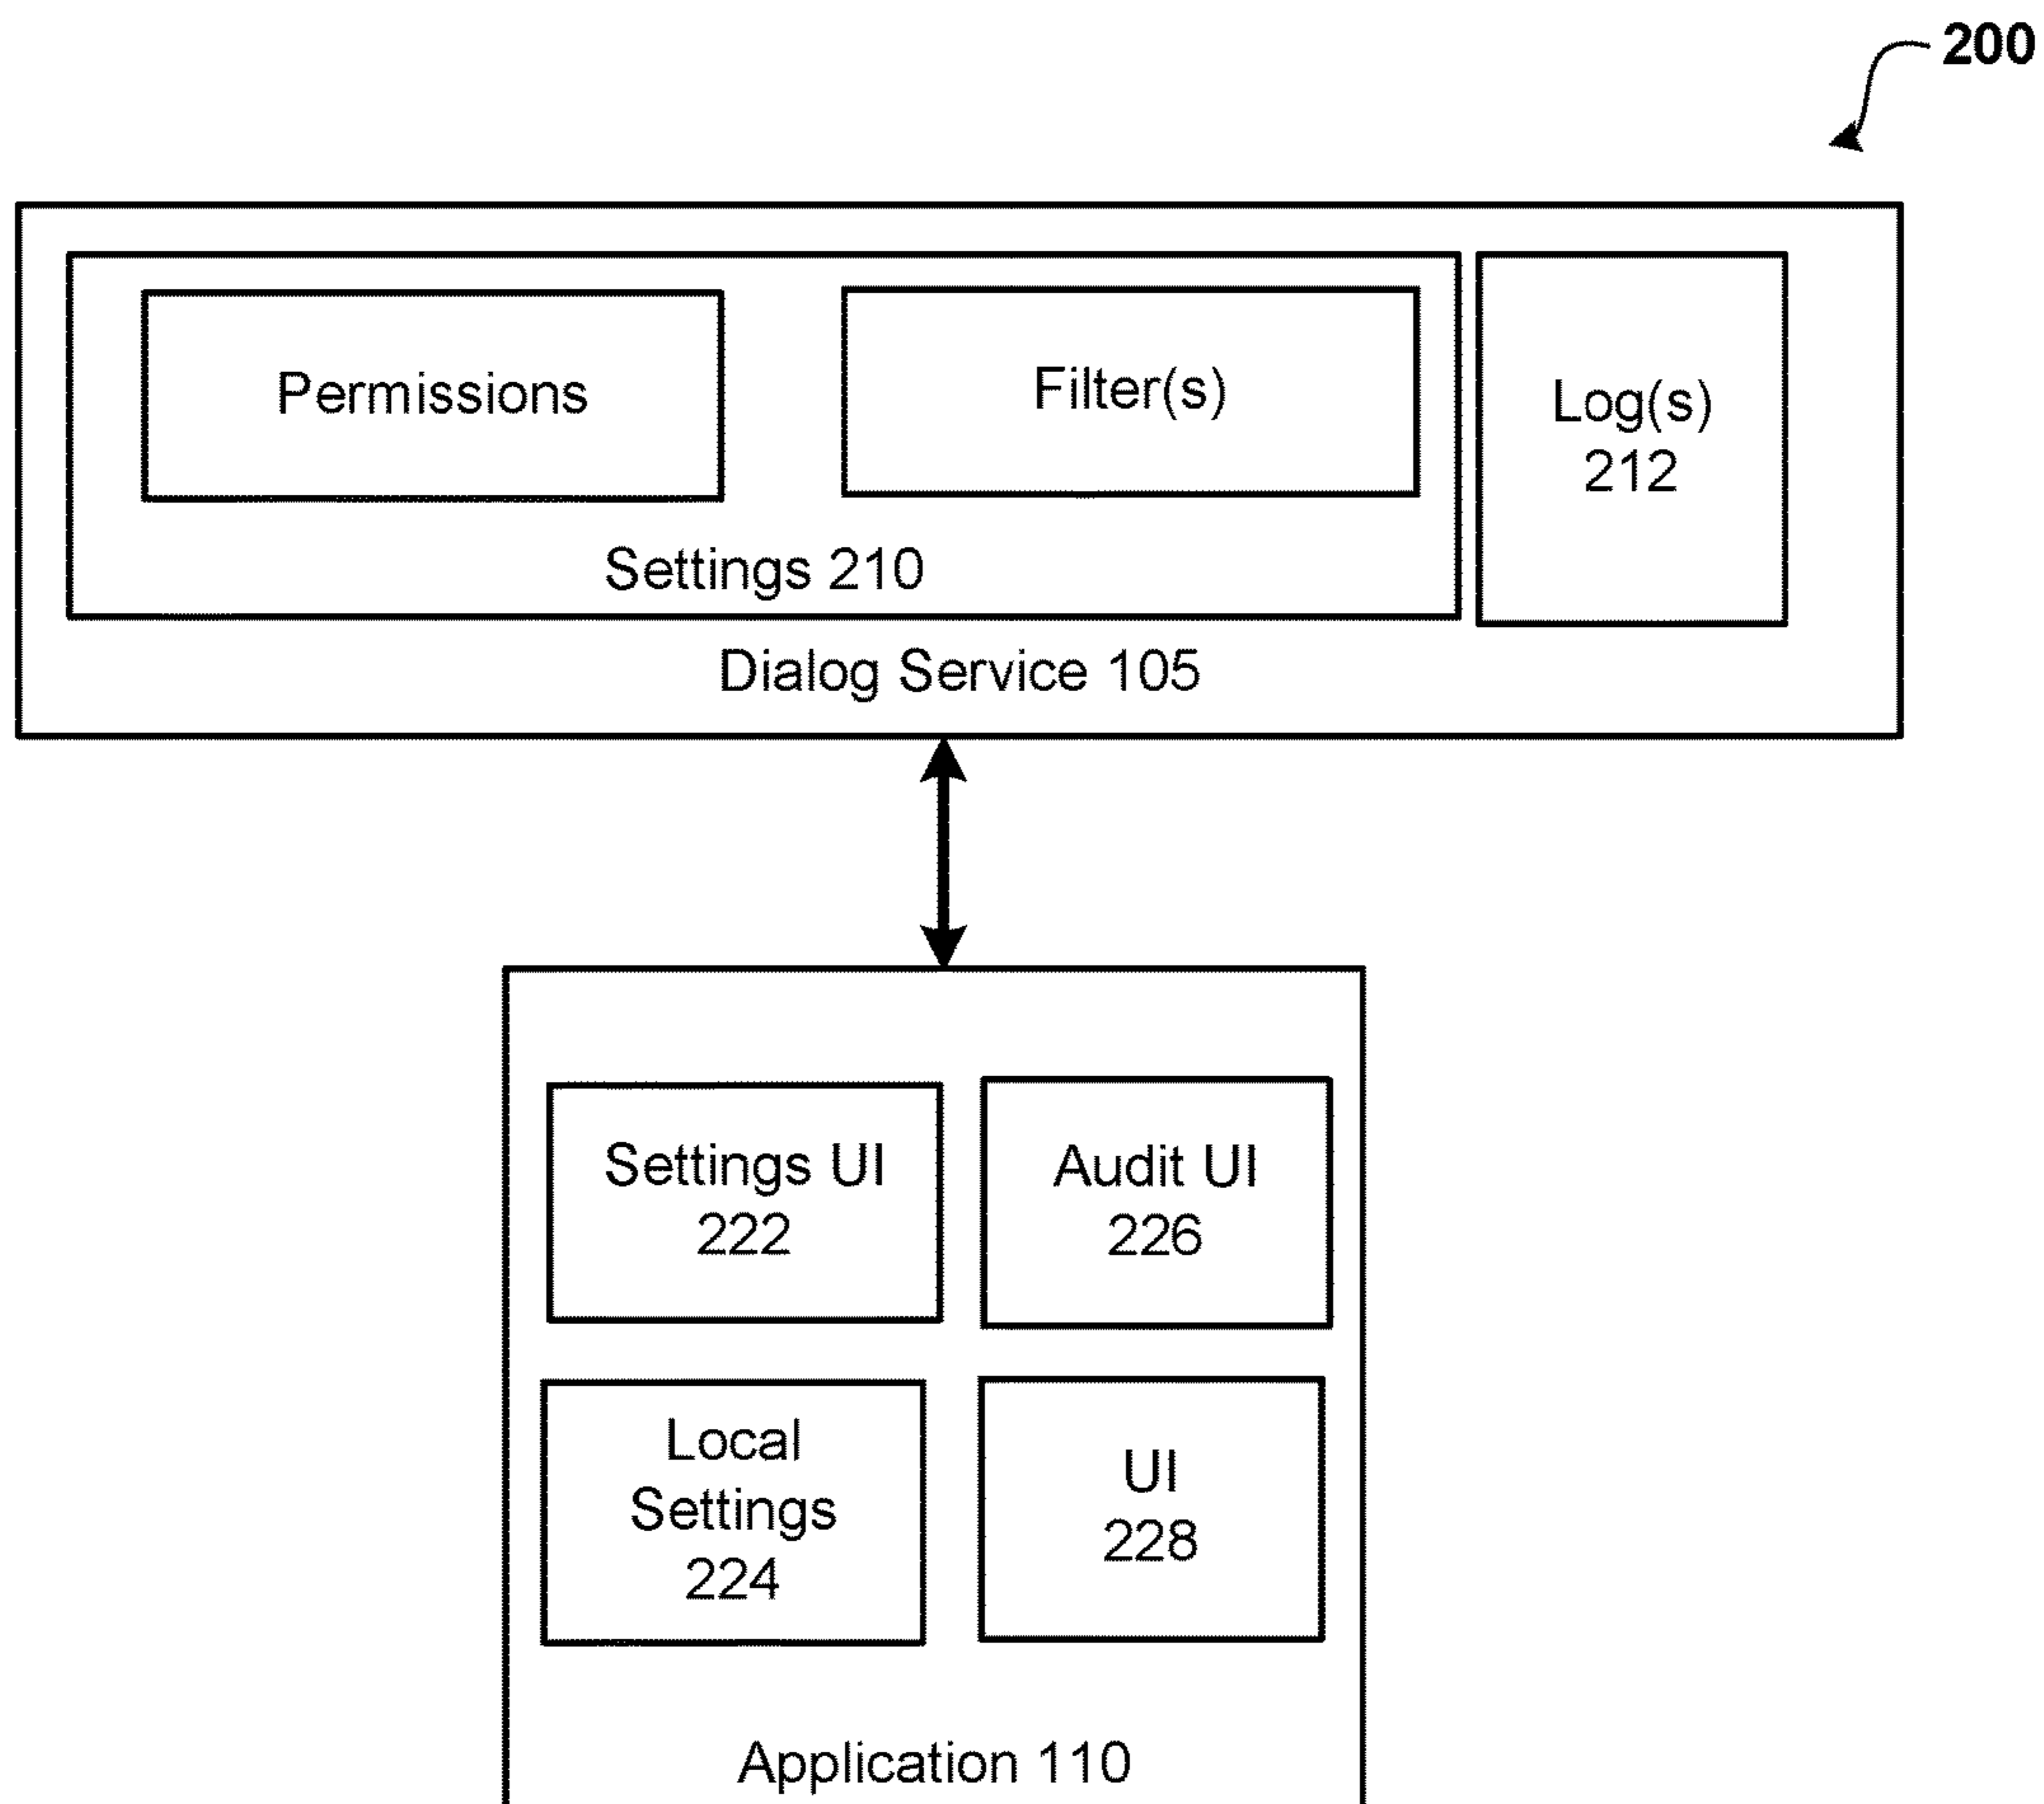 200
Permissions
Filter(s)
Log(s)
212
Settings 210
Dialog Service 105
Settings UI
222
Audit UI
226
Local
Settings
224
UI
228
Application 110